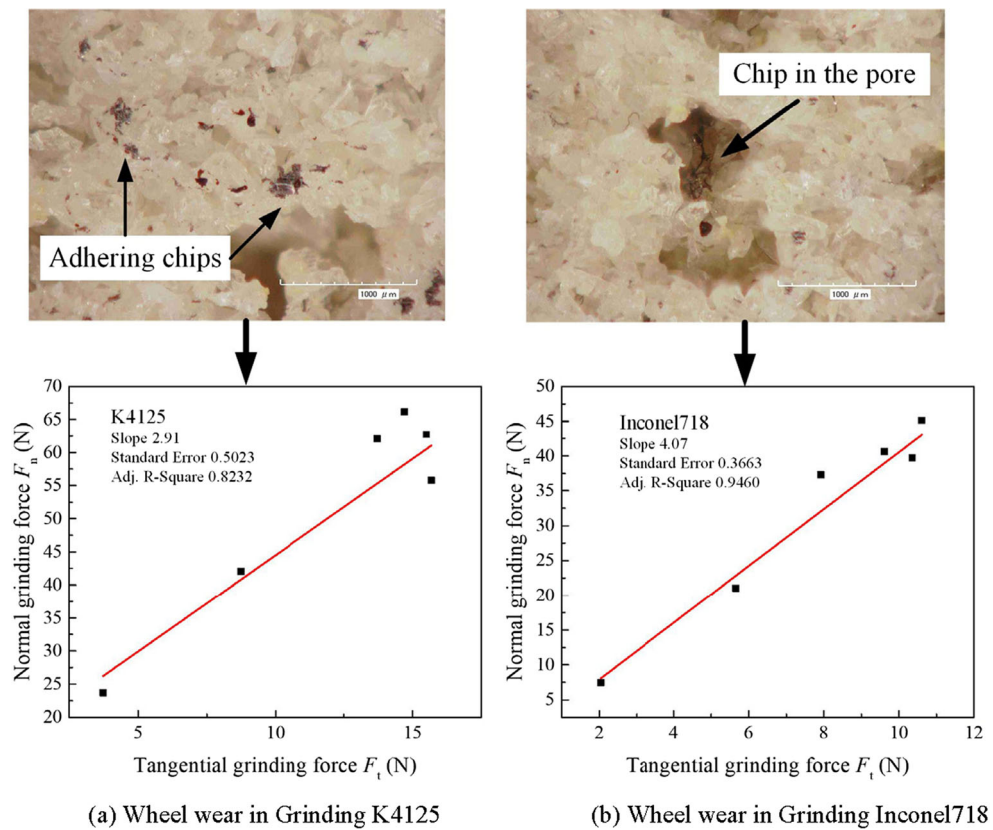 Adhering chips
1000 μm
Chip in the pore
1000 μm
Normal grinding force Fn (N)
70
65
60
55
50
45
40
35
30
25
20
K4125
Slope 2.91
Standard Error 0.5023
Adj. R-Square 0.8232
5
10
15
Tangential grinding force Ft (N)
(a) Wheel wear in Grinding K4125
Normal grinding force Fn (N)
50
45
40
35
30
25
20
15
10
5
Inconel718
Slope 4.07
Standard Error 0.3663
Adj. R-Square 0.9460
2
4
6
8
10
12
Tangential grinding force Ft (N)
(b) Wheel wear in Grinding Inconel718